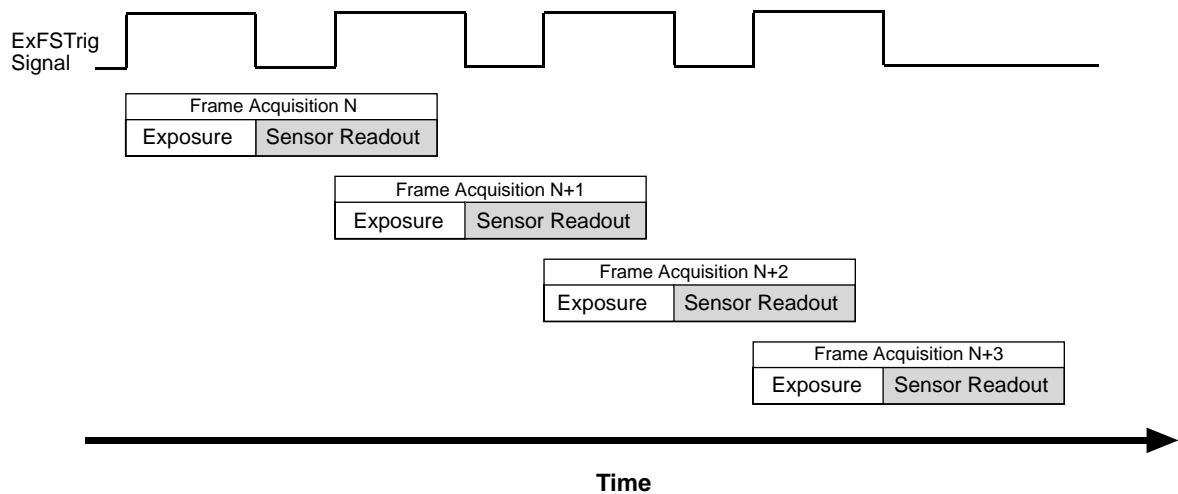 ExFSTrig
Signal
Frame Acquisition N
Exposure Sensor Readout
Frame Acquisition N+1
Exposure Sensor Readout
Frame Acquisition N+2
Exposure Sensor Readout
Frame Acquisition N+3
Exposure Sensor Readout
Time